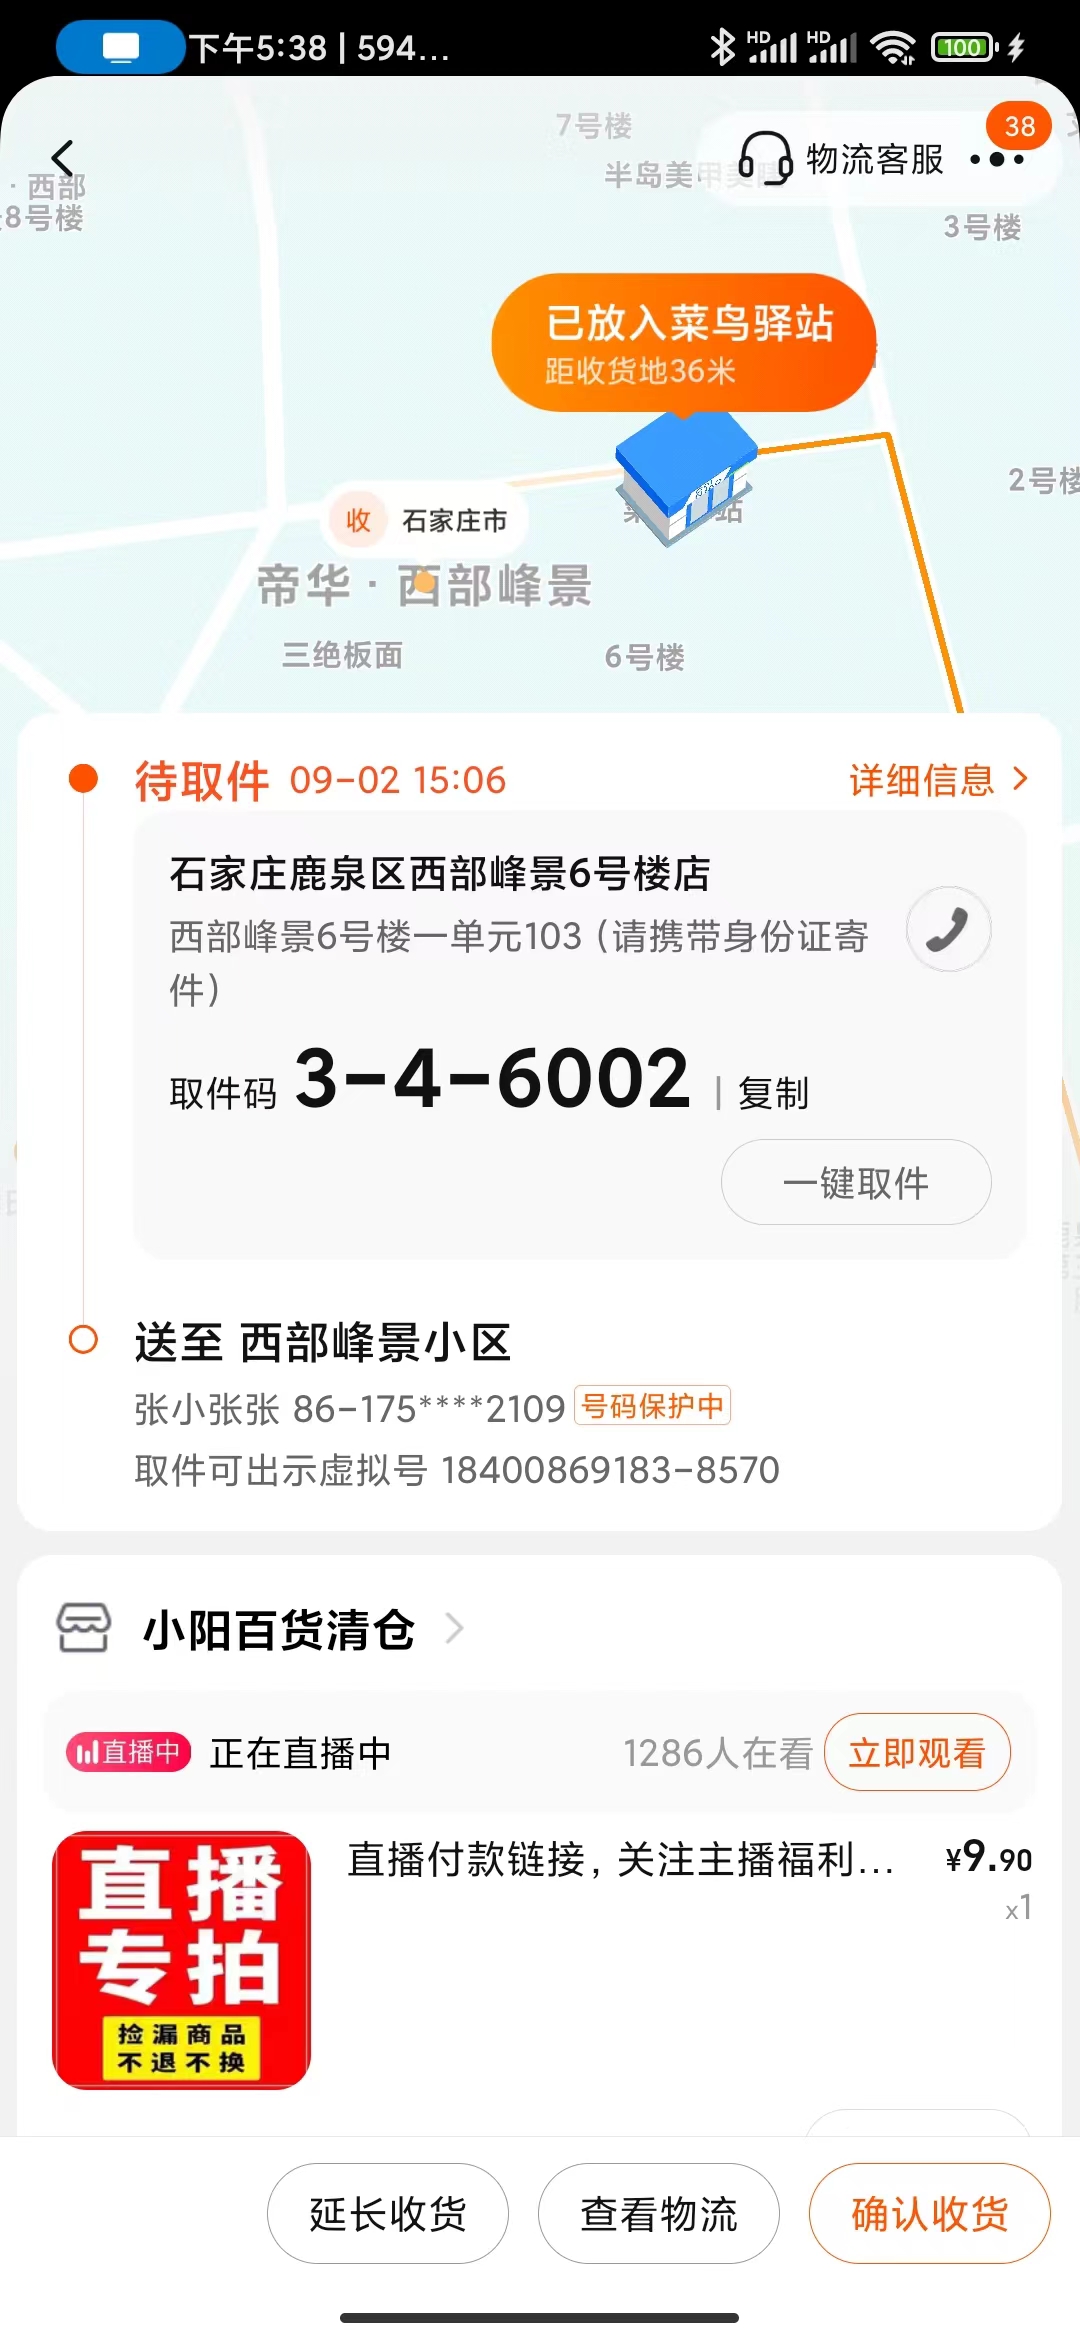 下午5:38 | 594...
HD
HD
100
7号楼
半岛美甲美睫
物流客服
38
· 西部
8号楼
3号楼
已放入菜鸟驿站
距收货地36米
2号楼
站
收 石家庄市
帝华 · 西部峰景
三绝板面
6号楼
待取件 09-02 15:06
详细信息 >
石家庄鹿泉区西部峰景6号楼店
西部峰景6号楼一单元103（请携带身份证寄
件）
取件码 3-4-6002 | 复制
一键取件
送至 西部峰景小区
张小张张 86-175****2109 号码保护中
取件可出示虚拟号 18400869183-8570
小阳百货清仓 >
直播中 正在直播中 1286人在看 立即观看
直播付款链接，关注主播福利... ¥9.90
x1
直播
专拍
捡漏商品
不退不换
延长收货 查看物流 确认收货